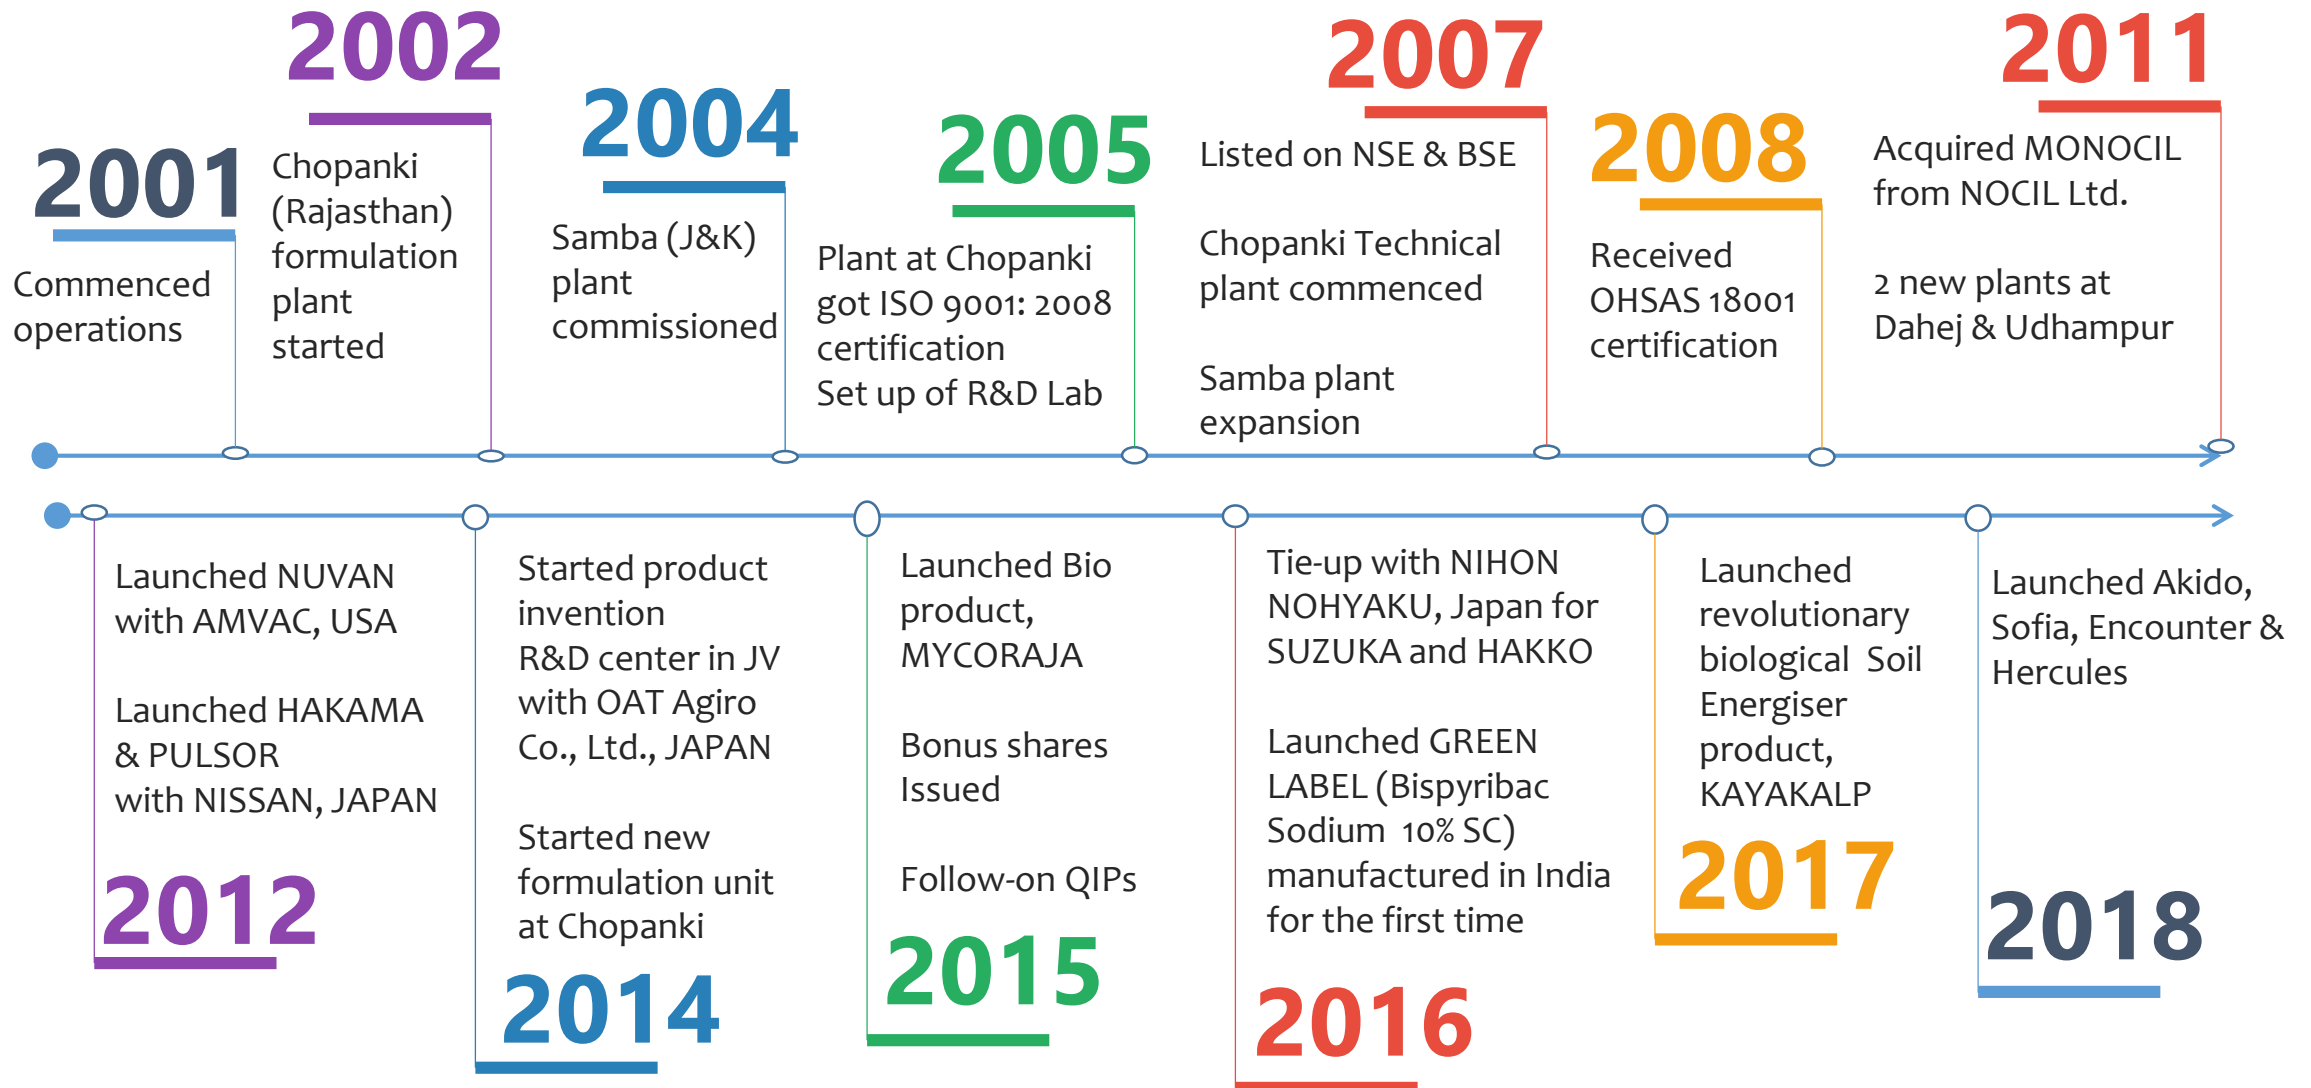 2001
Commenced
operations
2002
Chopanki
(Rajasthan)
formulation
plant
started
2004
Samba (J&K)
plant
commissioned
2005
Plant at Chopanki
got ISO 9001: 2008
certification
Set up of R&D Lab
2007
Listed on NSE & BSE
Chopanki Technical
plant commenced
Samba plant
expansion
2008
Received
OHSAS 18001
certification
2011
Acquired MONOCIL
from NOCIL Ltd.
2 new plants at
Dahej & Udhampur
Launched NUVAN
with AMVAC, USA
Launched HAKAMA
& PULSOR
with NISSAN, JAPAN
2012
Started product
invention
R&D center in JV
with OAT Agiro
Co., Ltd., JAPAN
Started new
formulation unit
at Chopanki
2014
Launched Bio
product,
MYCORAJA
Bonus shares
Issued
Follow-on QIPs
2015
Tie-up with NIHON
NOHYAKU, Japan for
SUZUKA and HAKKO
Launched GREEN
LABEL (Bispyribac
Sodium 10% SC)
manufactured in India
for the first time
2016
Launched
revolutionary
biological Soil
Energiser
product,
KAYAKALP
2017
Launched Akido,
Sofia, Encounter &
Hercules
2018